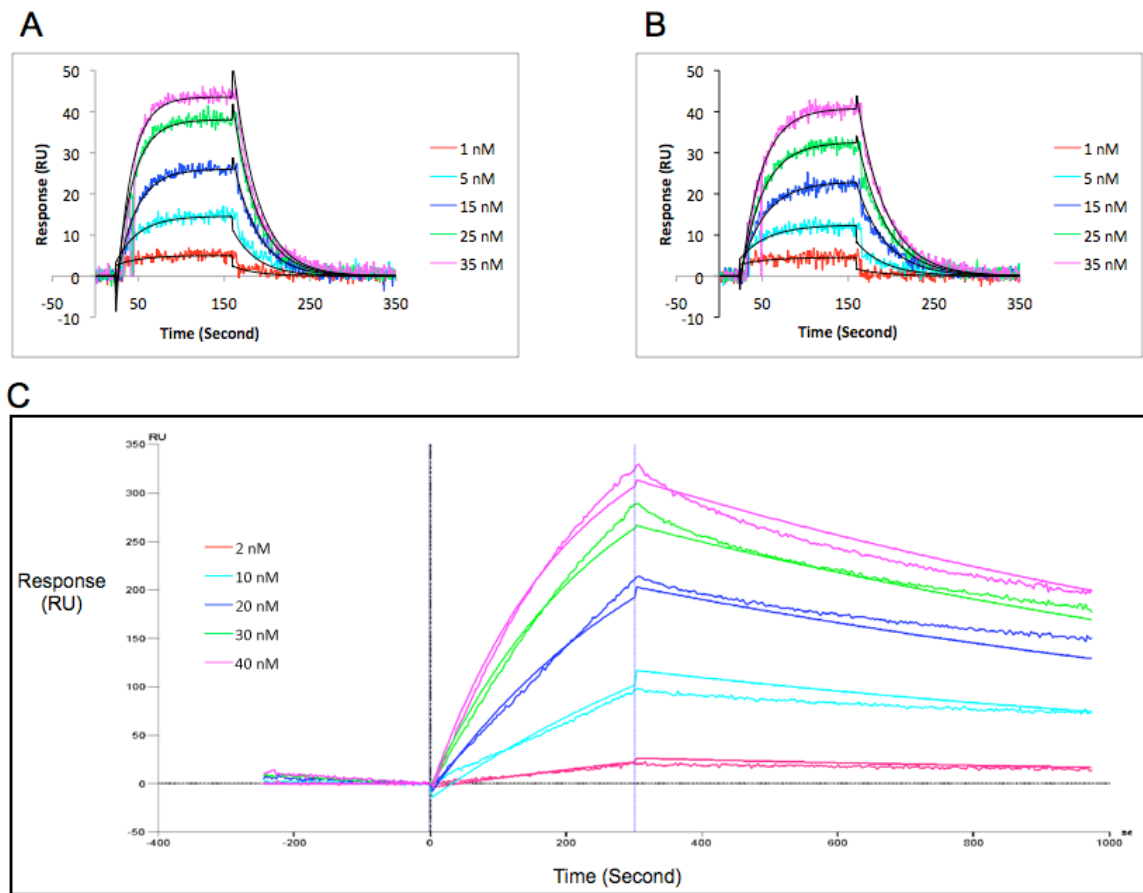 A
50
40
30
20
10
0
-10
-50
50
150
250
350
Response (RU)
Time (Second)
1 nM
5 nM
15 nM
25 nM
35 nM
B
50
40
30
20
10
0
-10
-50
50
150
250
350
Response (RU)
Time (Second)
1 nM
5 nM
15 nM
25 nM
35 nM
C
RU
350
300
250
200
150
100
50
0
-50
-400
-200
0
200
400
600
800
1000
se
Response
(RU)
2 nM
10 nM
20 nM
30 nM
40 nM
Time (Second)